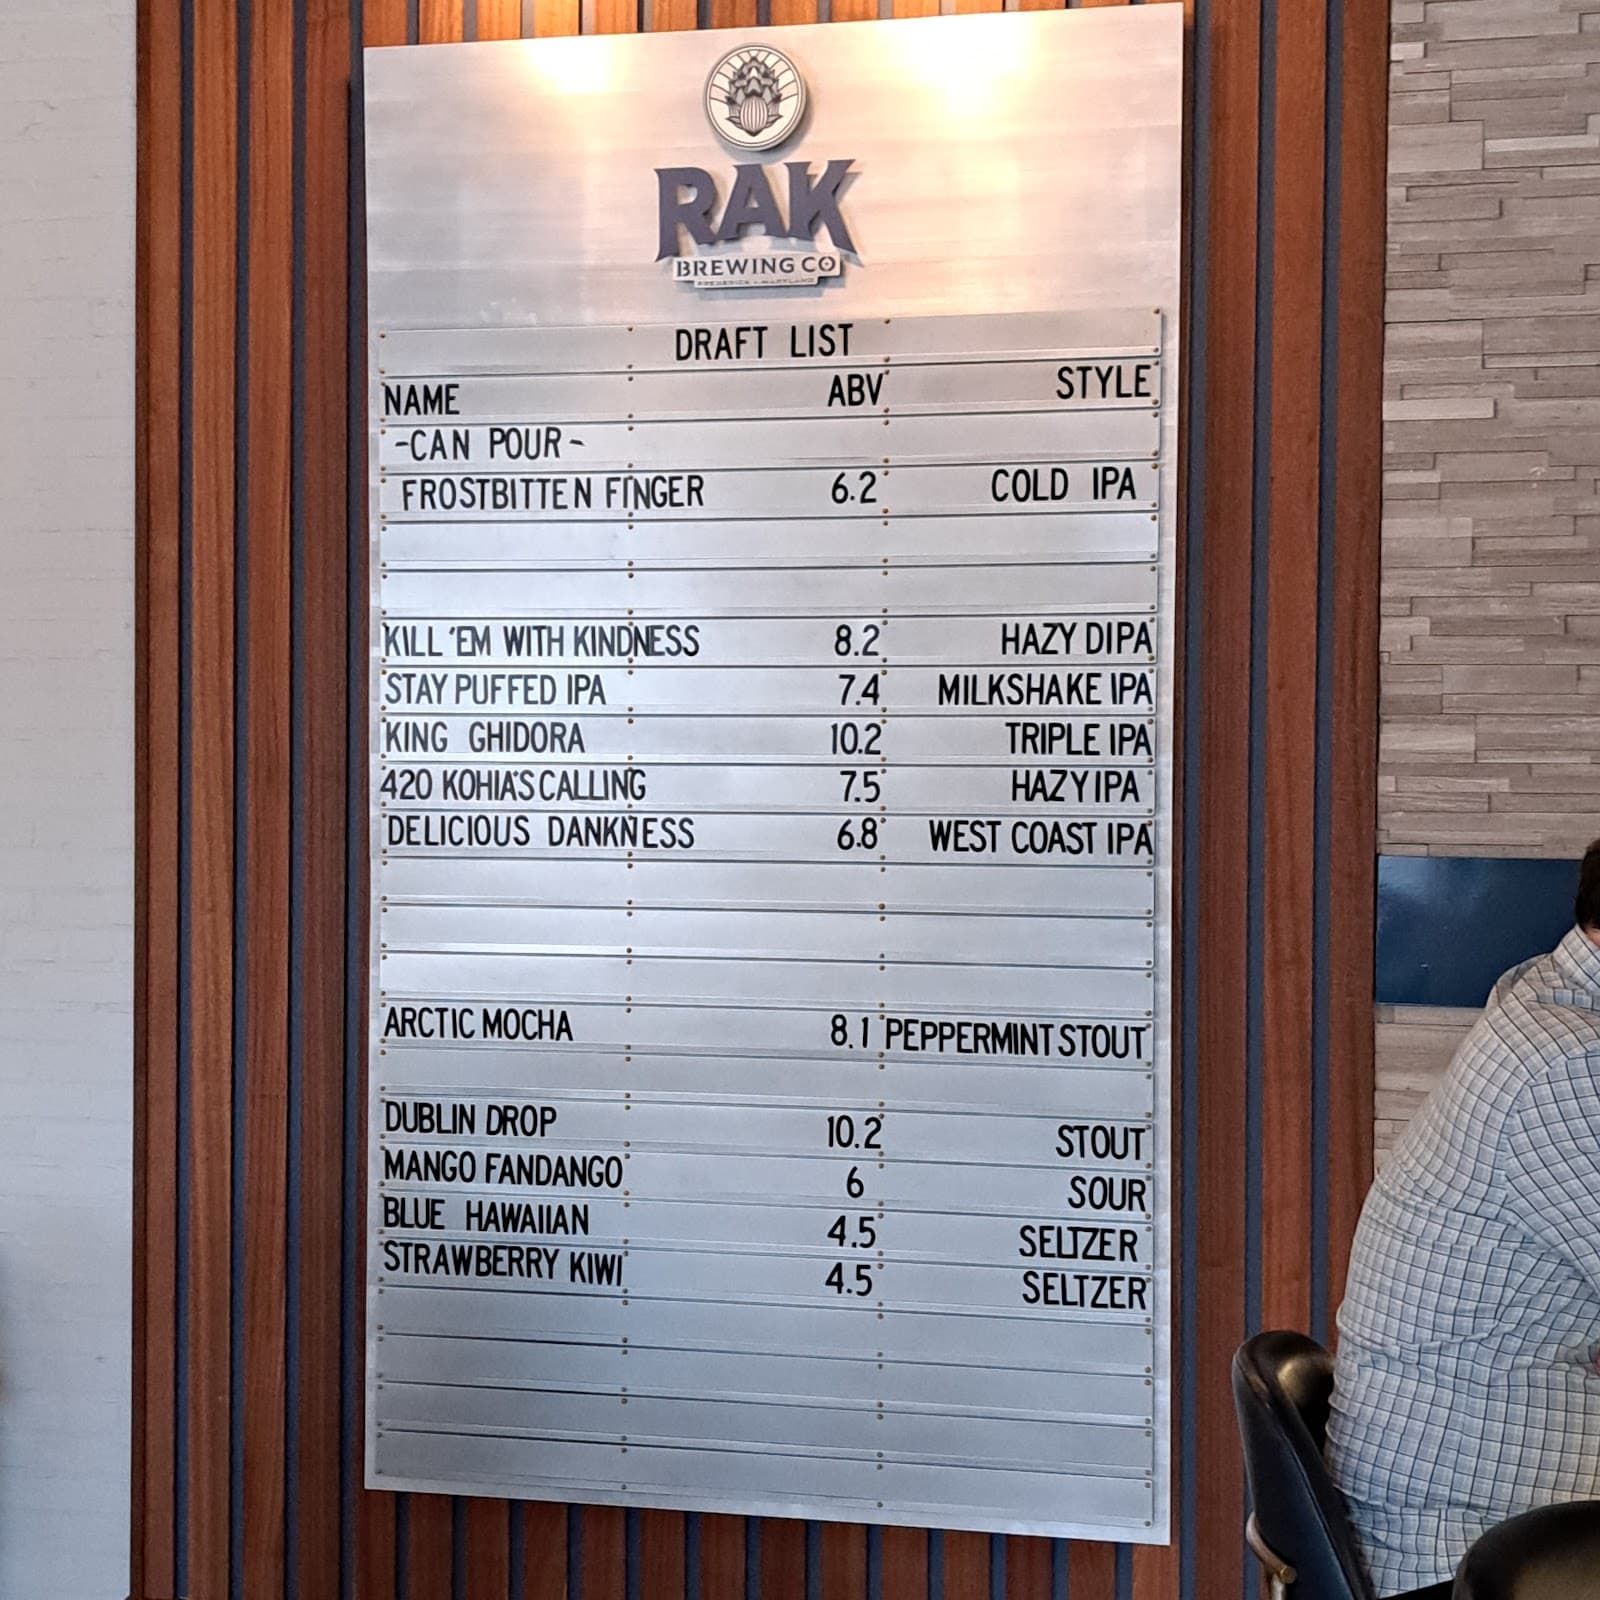 RAK
BREWING CO
FREDERICK MARYLAND
DRAFT LIST
NAME ABV STYLE
-CAN POUR-
FROSTBITTEN FINGER 6.2 COLD IPA
KILL 'EM WITH KINDNESS 8.2 HAZY DIPA
STAY PUFFED IPA 7.4 MILKSHAKE IPA
KING GHIDORA 10.2 TRIPLE IPA
420 KOHIA'S CALLING 7.5 HAZY IPA
DELICIOUS DANKNESS 6.8 WEST COAST IPA
ARCTIC MOCHA 8.1 PEPPERMINT STOUT
DUBLIN DROP 10.2 STOUT
MANGO FANDANGO 6 SOUR
BLUE HAWAIIAN 4.5 SELTZER
STRAWBERRY KIWI 4.5 SELTZER